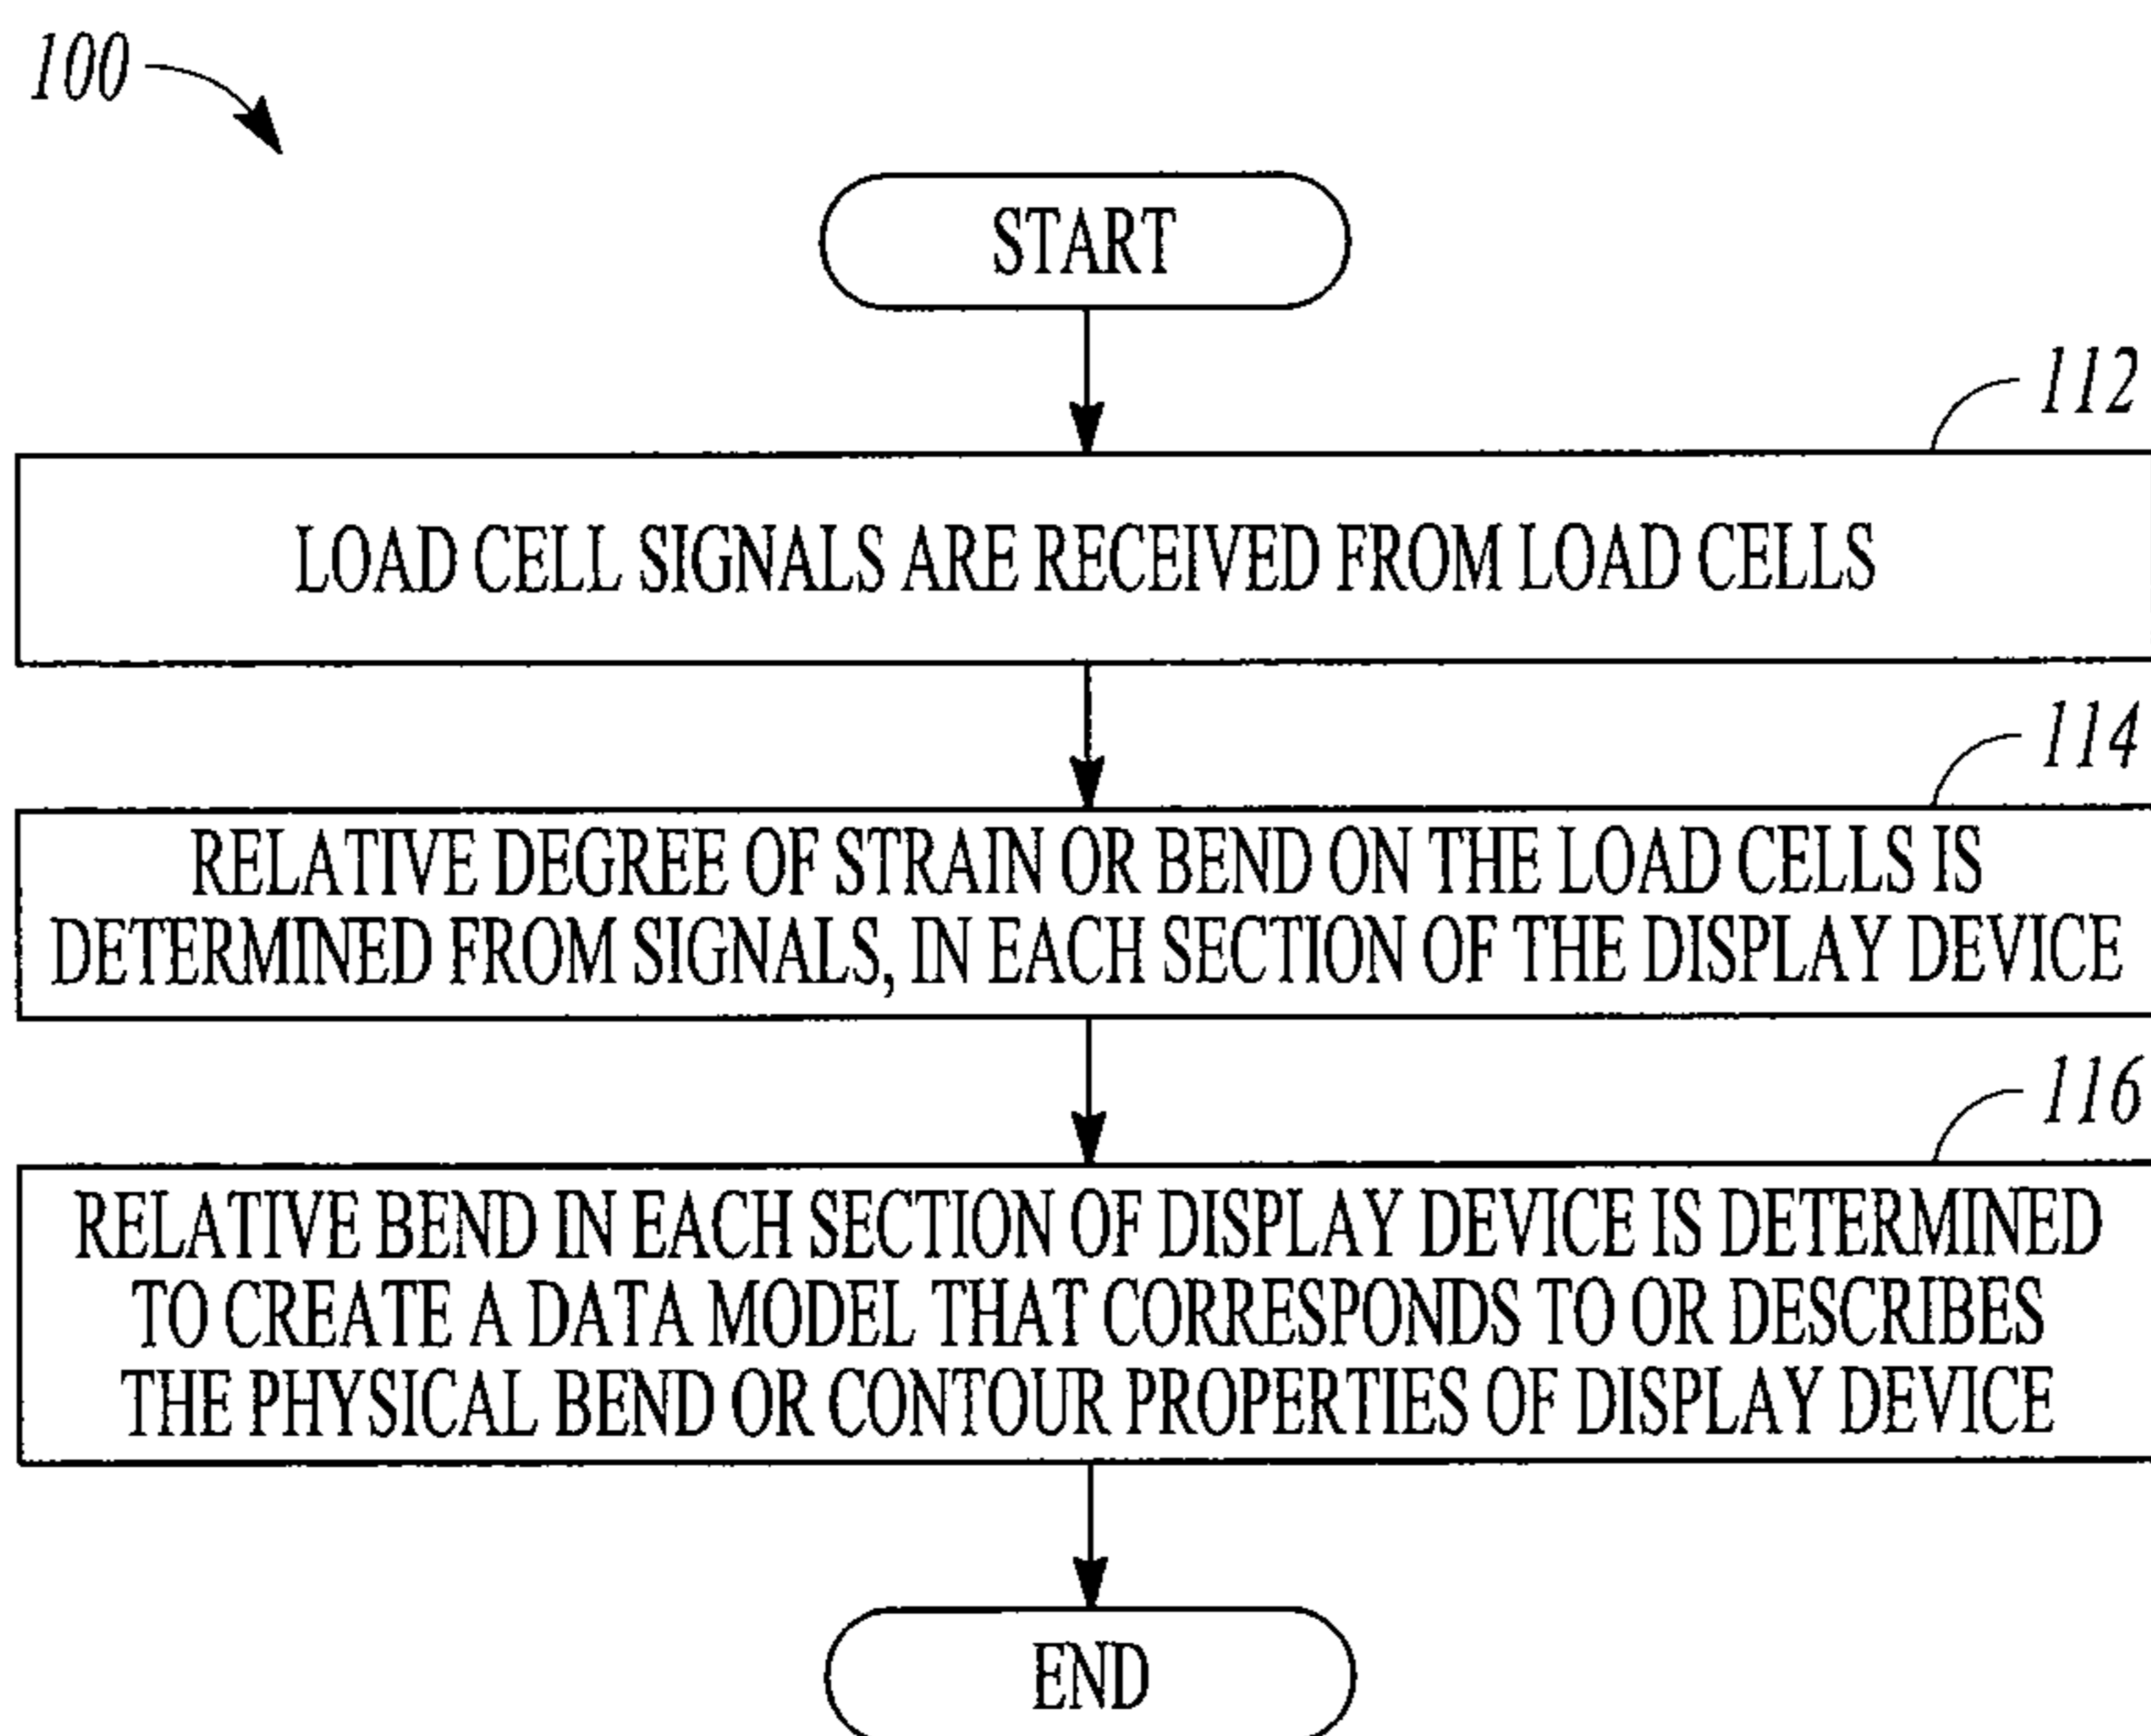 100
START
112
LOAD CELL SIGNALS ARE RECEIVED FROM LOAD CELLS
114
RELATIVE DEGREE OF STRAIN OR BEND ON THE LOAD CELLS IS
DETERMINED FROM SIGNALS, IN EACH SECTION OF THE DISPLAY DEVICE
116
RELATIVE BEND IN EACH SECTION OF DISPLAY DEVICE IS DETERMINED
TO CREATE A DATA MODEL THAT CORRESPONDS TO OR DESCRIBES
THE PHYSICAL BEND OR CONTOUR PROPERTIES OF DISPLAY DEVICE
END